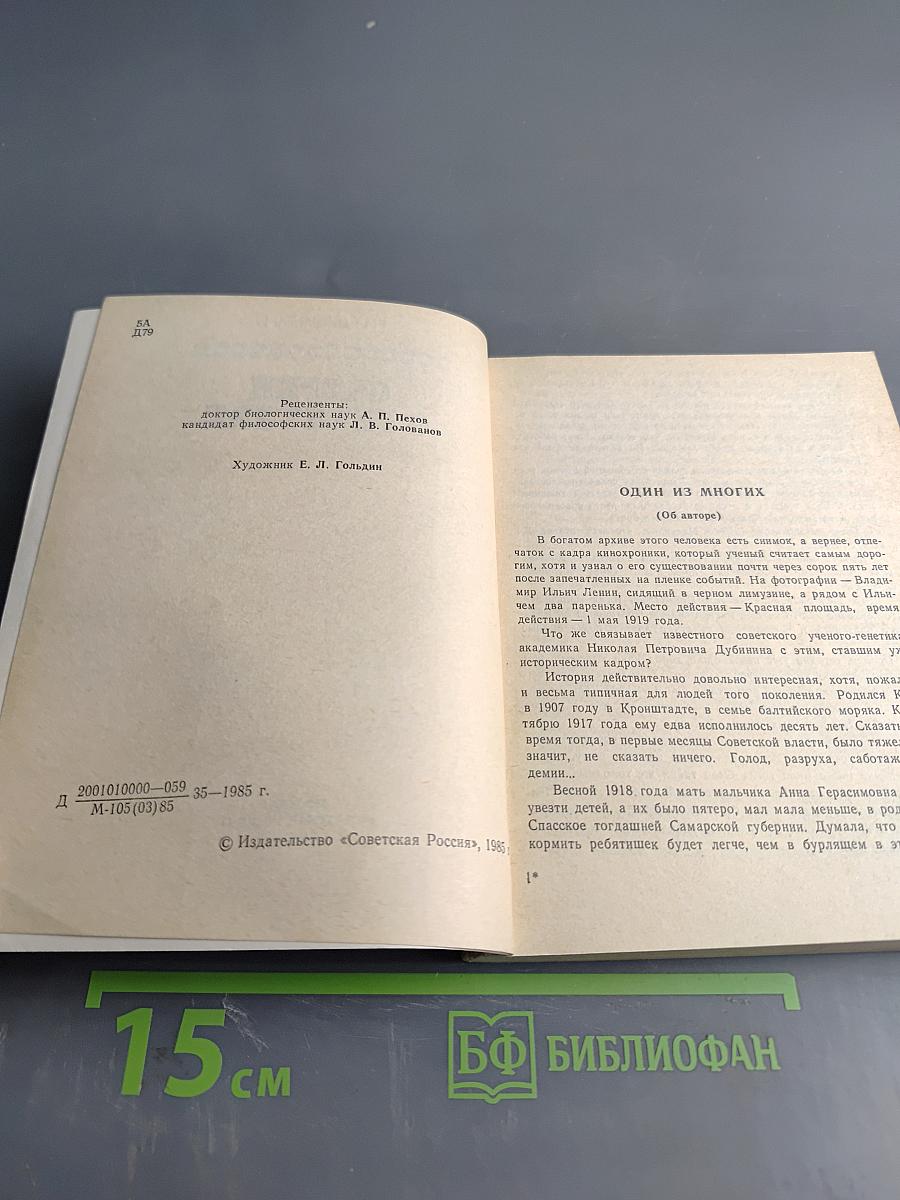 5А
Д79
Рецензенты:
доктор биологических наук А. П. Пехов
кандидат философских наук Л. В. Голованов
Художник Е. Л. Гольдин
Д 2001010000—059 35—1985 г.
М-105(03)85
© Издательство «Советская Россия», 1985 г
ОДИН ИЗ МНОГИХ
(Об авторе)
В богатом архиве этого человека есть снимок, а вернее, отпе-
чаток с кадра кинохроники, который ученый считает самым доро-
гим, хотя и узнал о его существовании почти через сорок пять лет
после запечатленных на пленке событий. На фотографии — Влади-
мир Ильич Ленин, сидящий в черном лимузине, а рядом с Ильи-
чем два паренька. Место действия — Красная площадь, время
действия — 1 мая 1919 года.
Что же связывает известного советского ученого-генетика
академика Николая Петровича Дубинина с этим, ставшим уж
историческим кадром?
История действительно довольно интересная, хотя, пожал
и весьма типичная для людей того поколения. Родился К
в 1907 году в Кронштадте, в семье балтийского моряка. К
тябрю 1917 года ему едва исполнилось десять лет. Сказать
время тогда, в первые месяцы Советской власти, было тяже
значит, не сказать ничего. Голод, разруха, саботаж
демии...
Весной 1918 года мать мальчика Анна Герасимовна
увезти детей, а их было пятеро, мал мала меньше, в род
Спасское тогдашней Самарской губернии. Думала, что
кормить ребятишек будет легче, чем в бурлящем в эт
1*
15 см
БФ БИБЛИОФАН